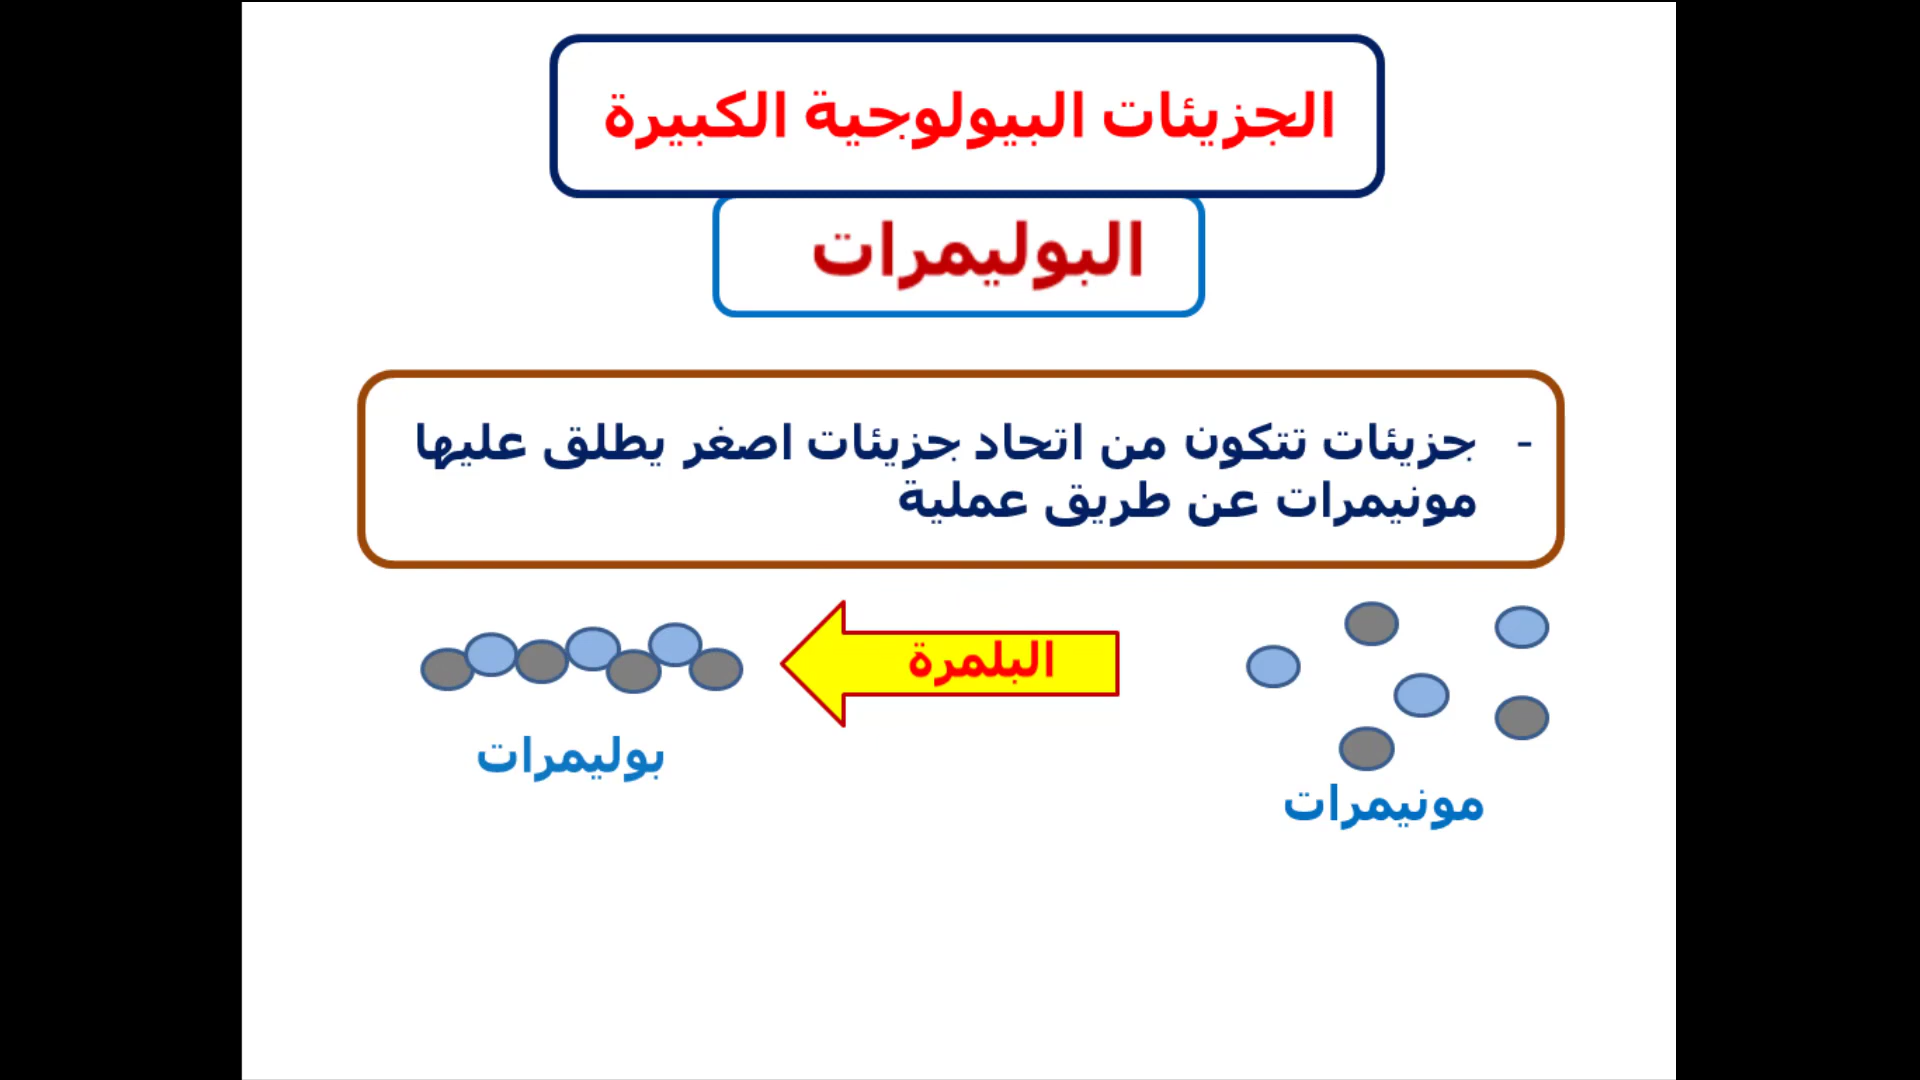 الجزيئات البيولوجية الكبيرة
البوليمرات
- جزيئات تتكون من اتحاد جزيئات اصغر يطلق عليها
مونيمرات عن طريق عملية
البلمرة
بوليمرات
مونيمرات